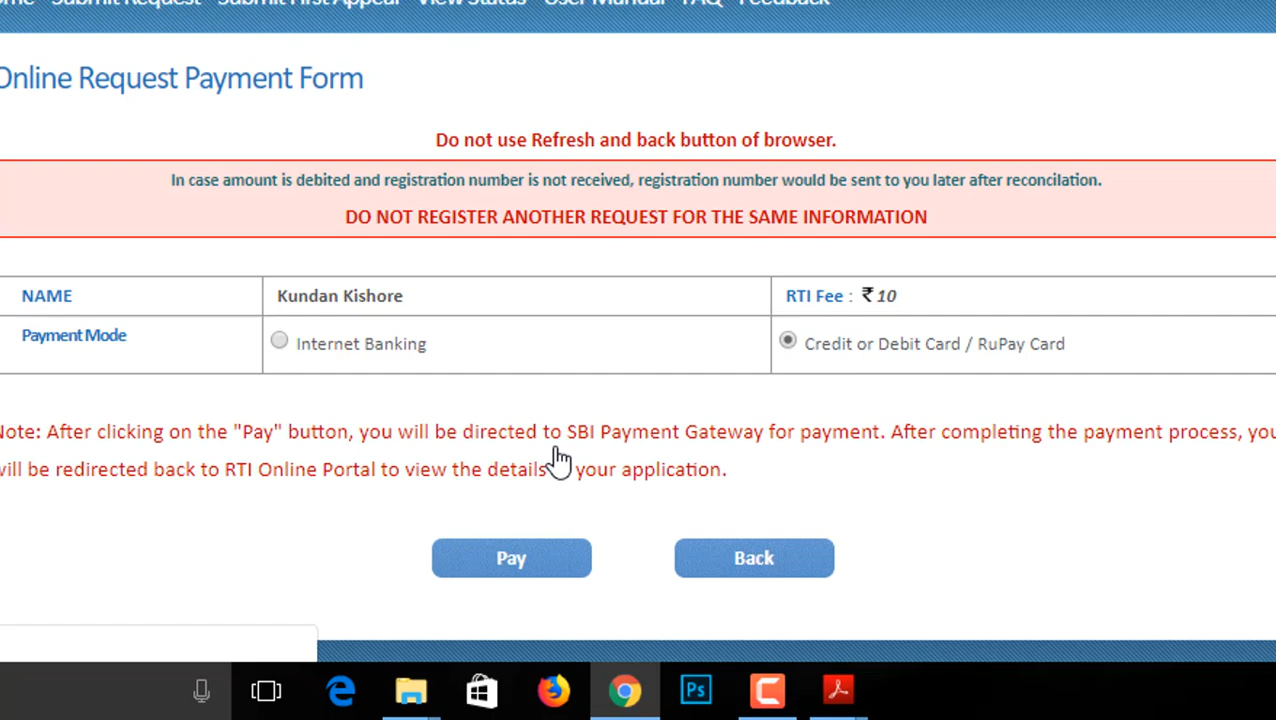 Submit Request Submit First Appeal View Status User Manual FAQ Feedback
Online Request Payment Form
Do not use Refresh and back button of browser.
In case amount is debited and registration number is not received, registration number would be sent to you later after reconcilation.
DO NOT REGISTER ANOTHER REQUEST FOR THE SAME INFORMATION
NAME Kundan Kishore RTI Fee : ₹ 10
Payment Mode Internet Banking Credit or Debit Card / RuPay Card
Note: After clicking on the "Pay" button, you will be directed to SBI Payment Gateway for payment. After completing the payment process, you
will be redirected back to RTI Online Portal to view the details your application.
Pay Back
Ps